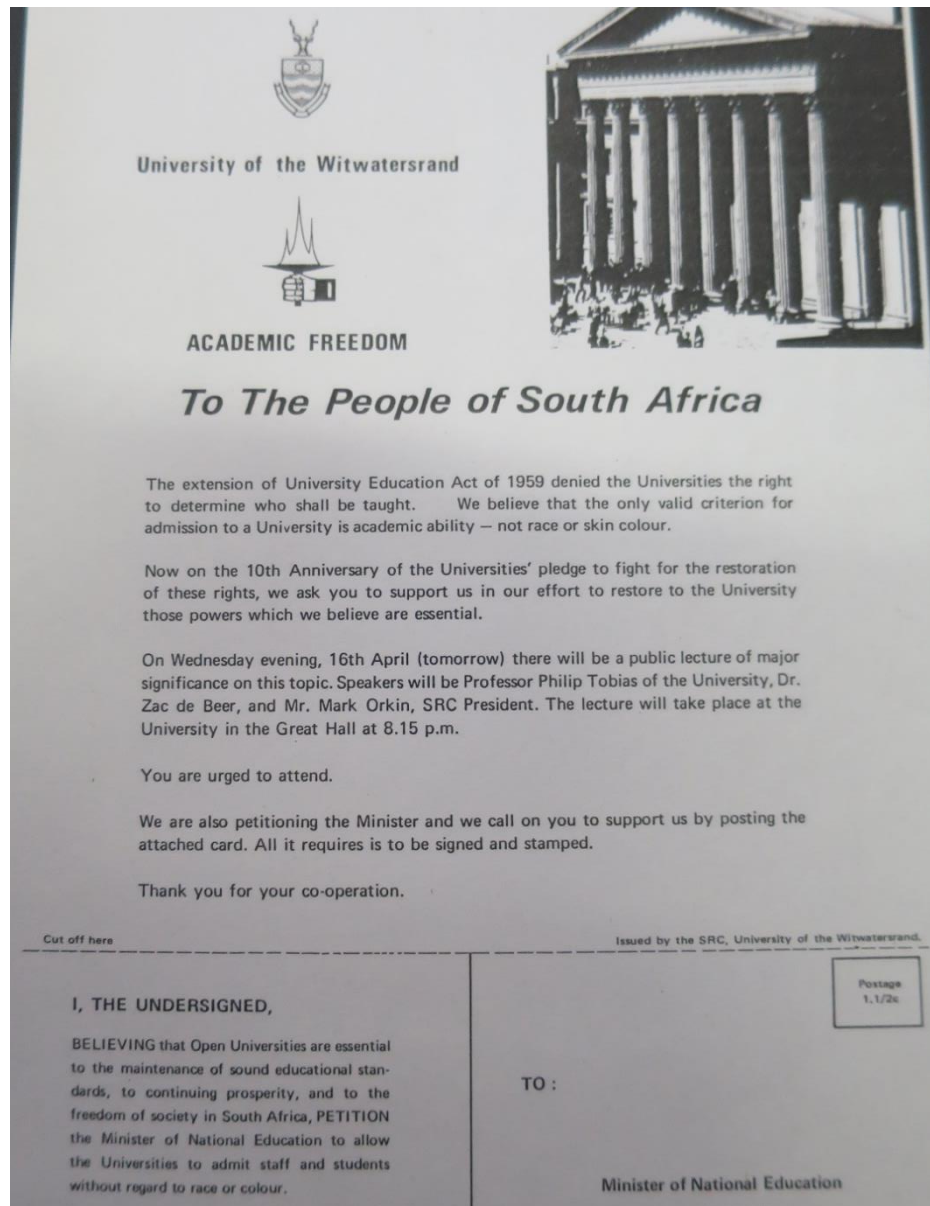 University of the Witwatersrand
ACADEMIC FREEDOM
To The People of South Africa
The extension of University Education Act of 1959 denied the Universities the right
to determine who shall be taught. We believe that the only valid criterion for
admission to a University is academic ability — not race or skin colour.
Now on the 10th Anniversary of the Universities' pledge to fight for the restoration
of these rights, we ask you to support us in our effort to restore to the University
those powers which we believe are essential.
On Wednesday evening, 16th April (tomorrow) there will be a public lecture of major
significance on this topic. Speakers will be Professor Philip Tobias of the University, Dr.
Zac de Beer, and Mr. Mark Orkin, SRC President. The lecture will take place at the
University in the Great Hall at 8.15 p.m.
You are urged to attend.
We are also petitioning the Minister and we call on you to support us by posting the
attached card. All it requires is to be signed and stamped.
Thank you for your co-operation.
Cut off here
Issued by the SRC, University of the Witwatersrand.
I, THE UNDERSIGNED,
BELIEVING that Open Universities are essential
to the maintenance of sound educational stan-
dards, to continuing prosperity, and to the
freedom of society in South Africa, PETITION
the Minister of National Education to allow
the Universities to admit staff and students
without regard to race or colour.
Postage
1.1/2c
TO :
Minister of National Education